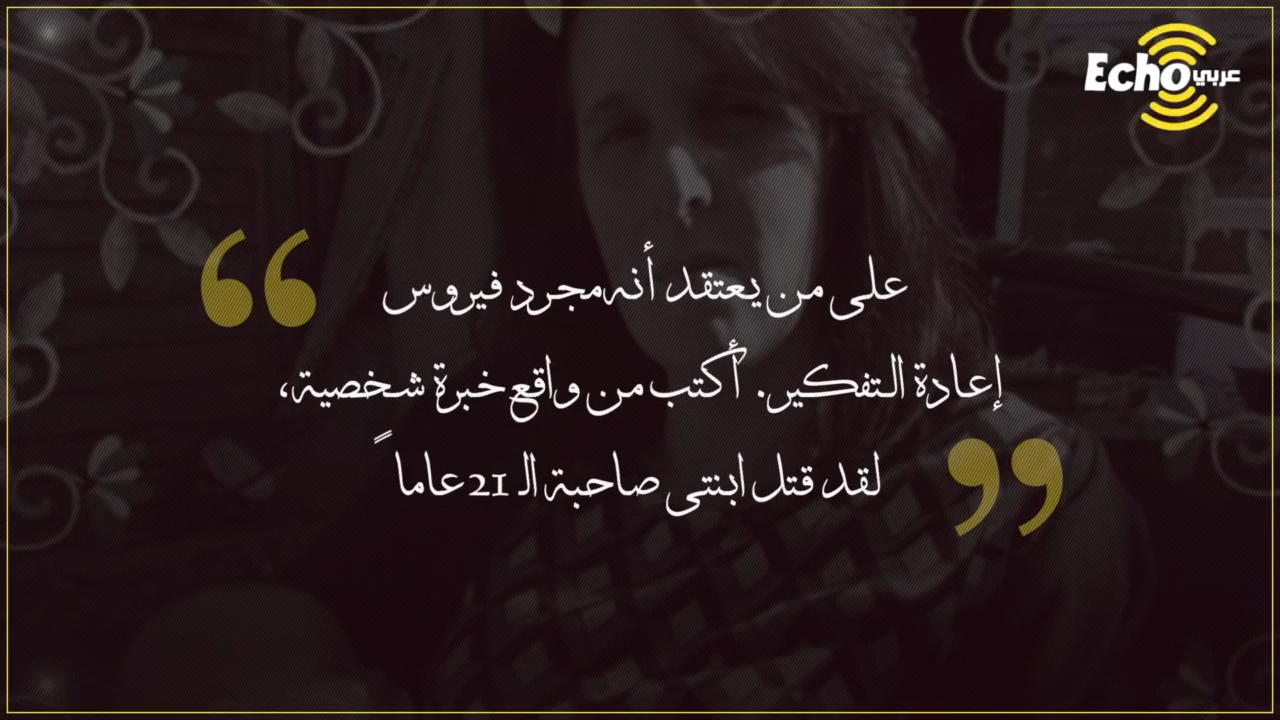 Echo عربي
على من يعتقد أنه مجرد فيروس
إعادة التفكير. أكتب من واقع خبرة شخصية،
لقد قتل ابنتى صاحبة الـ 21 عاماً